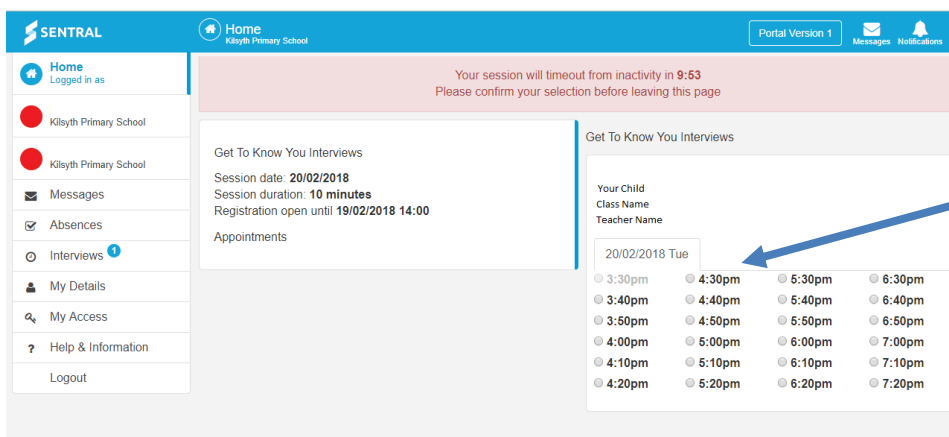 SENTRAL
Home
Kilsyth Primary School
Portal Version 1
Messages
Notifications
Home
Logged in as
Kilsyth Primary School
Kilsyth Primary School
Messages
Absences
Interviews 1
My Details
My Access
? Help & Information
Logout
Your session will timeout from inactivity in 9:53
Please confirm your selection before leaving this page
Get To Know You Interviews
Session date: 20/02/2018
Session duration: 10 minutes
Registration open until 19/02/2018 14:00
Appointments
Get To Know You Interviews
Your Child
Class Name
Teacher Name
20/02/2018 Tue
3:30pm 4:30pm 5:30pm 6:30pm
3:40pm 4:40pm 5:40pm 6:40pm
3:50pm 4:50pm 5:50pm 6:50pm
4:00pm 5:00pm 6:00pm 7:00pm
4:10pm 5:10pm 6:10pm 7:10pm
4:20pm 5:20pm 6:20pm 7:20pm